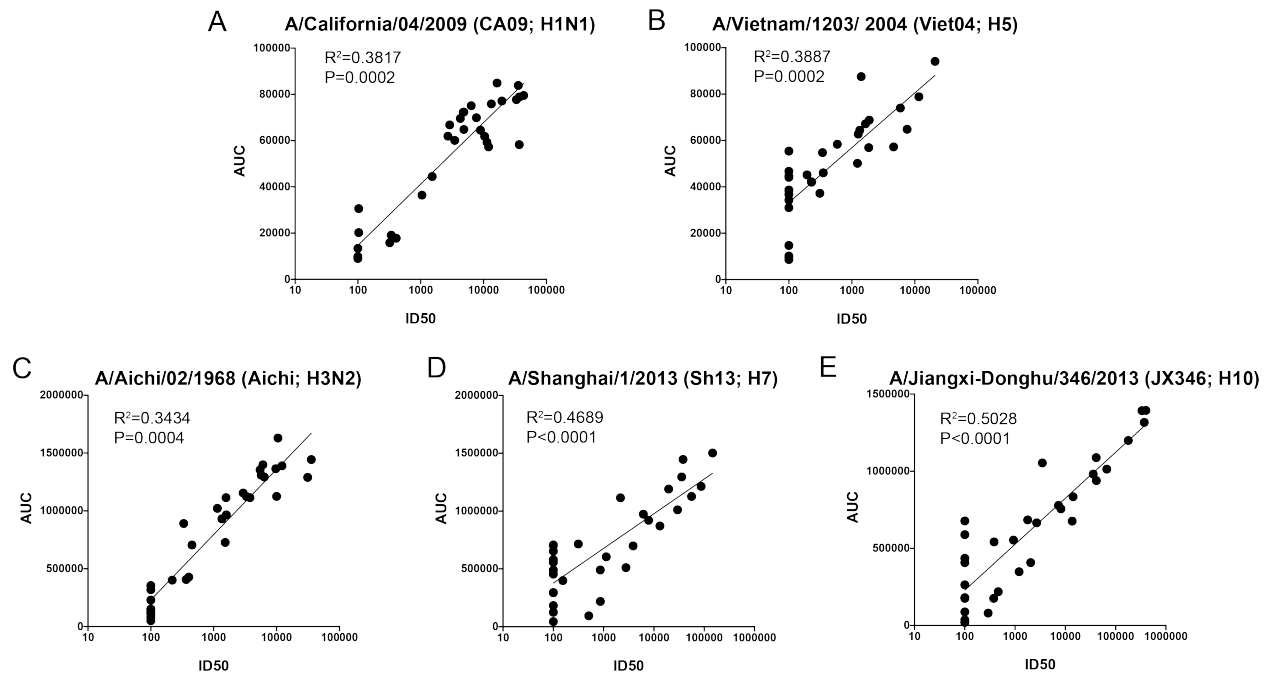 A
A/California/04/2009 (CA09; H1N1)
R²=0.3817
P=0.0002
100000
80000
60000
40000
20000
0
AUC
10 100 1000 10000 100000
ID50
B
A/Vietnam/1203/ 2004 (Viet04; H5)
R²=0.3887
P=0.0002
100000
80000
60000
40000
20000
0
AUC
10 100 1000 10000 100000
ID50
C
A/Aichi/02/1968 (Aichi; H3N2)
R²=0.3434
P=0.0004
2000000
1500000
1000000
500000
0
AUC
10 100 1000 10000 100000
ID50
D
A/Shanghai/1/2013 (Sh13; H7)
R²=0.4689
P<0.0001
2000000
1500000
1000000
500000
0
AUC
10 100 1000 10000 100000 1000000
ID50
E
A/Jiangxi-Donghu/346/2013 (JX346; H10)
R²=0.5028
P<0.0001
1500000
1000000
500000
0
AUC
10 100 1000 10000 100000 1000000
ID50